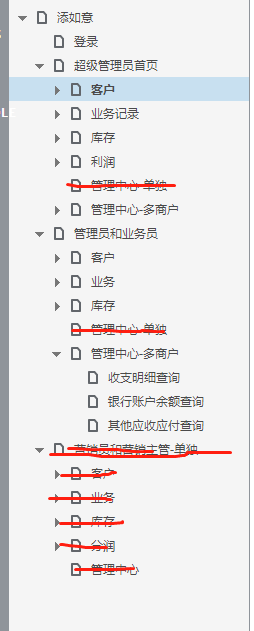 添如意
登录
超级管理员首页
客户
业务记录
库存
利润
管理中心-单独
管理中心-多商户
管理员和业务员
客户
业务
库存
管理中心-单独
管理中心-多商户
收支明细查询
银行账户余额查询
其他应收应付查询
营销员和营销主管-单独
客户
业务
库存
分润
管理中心